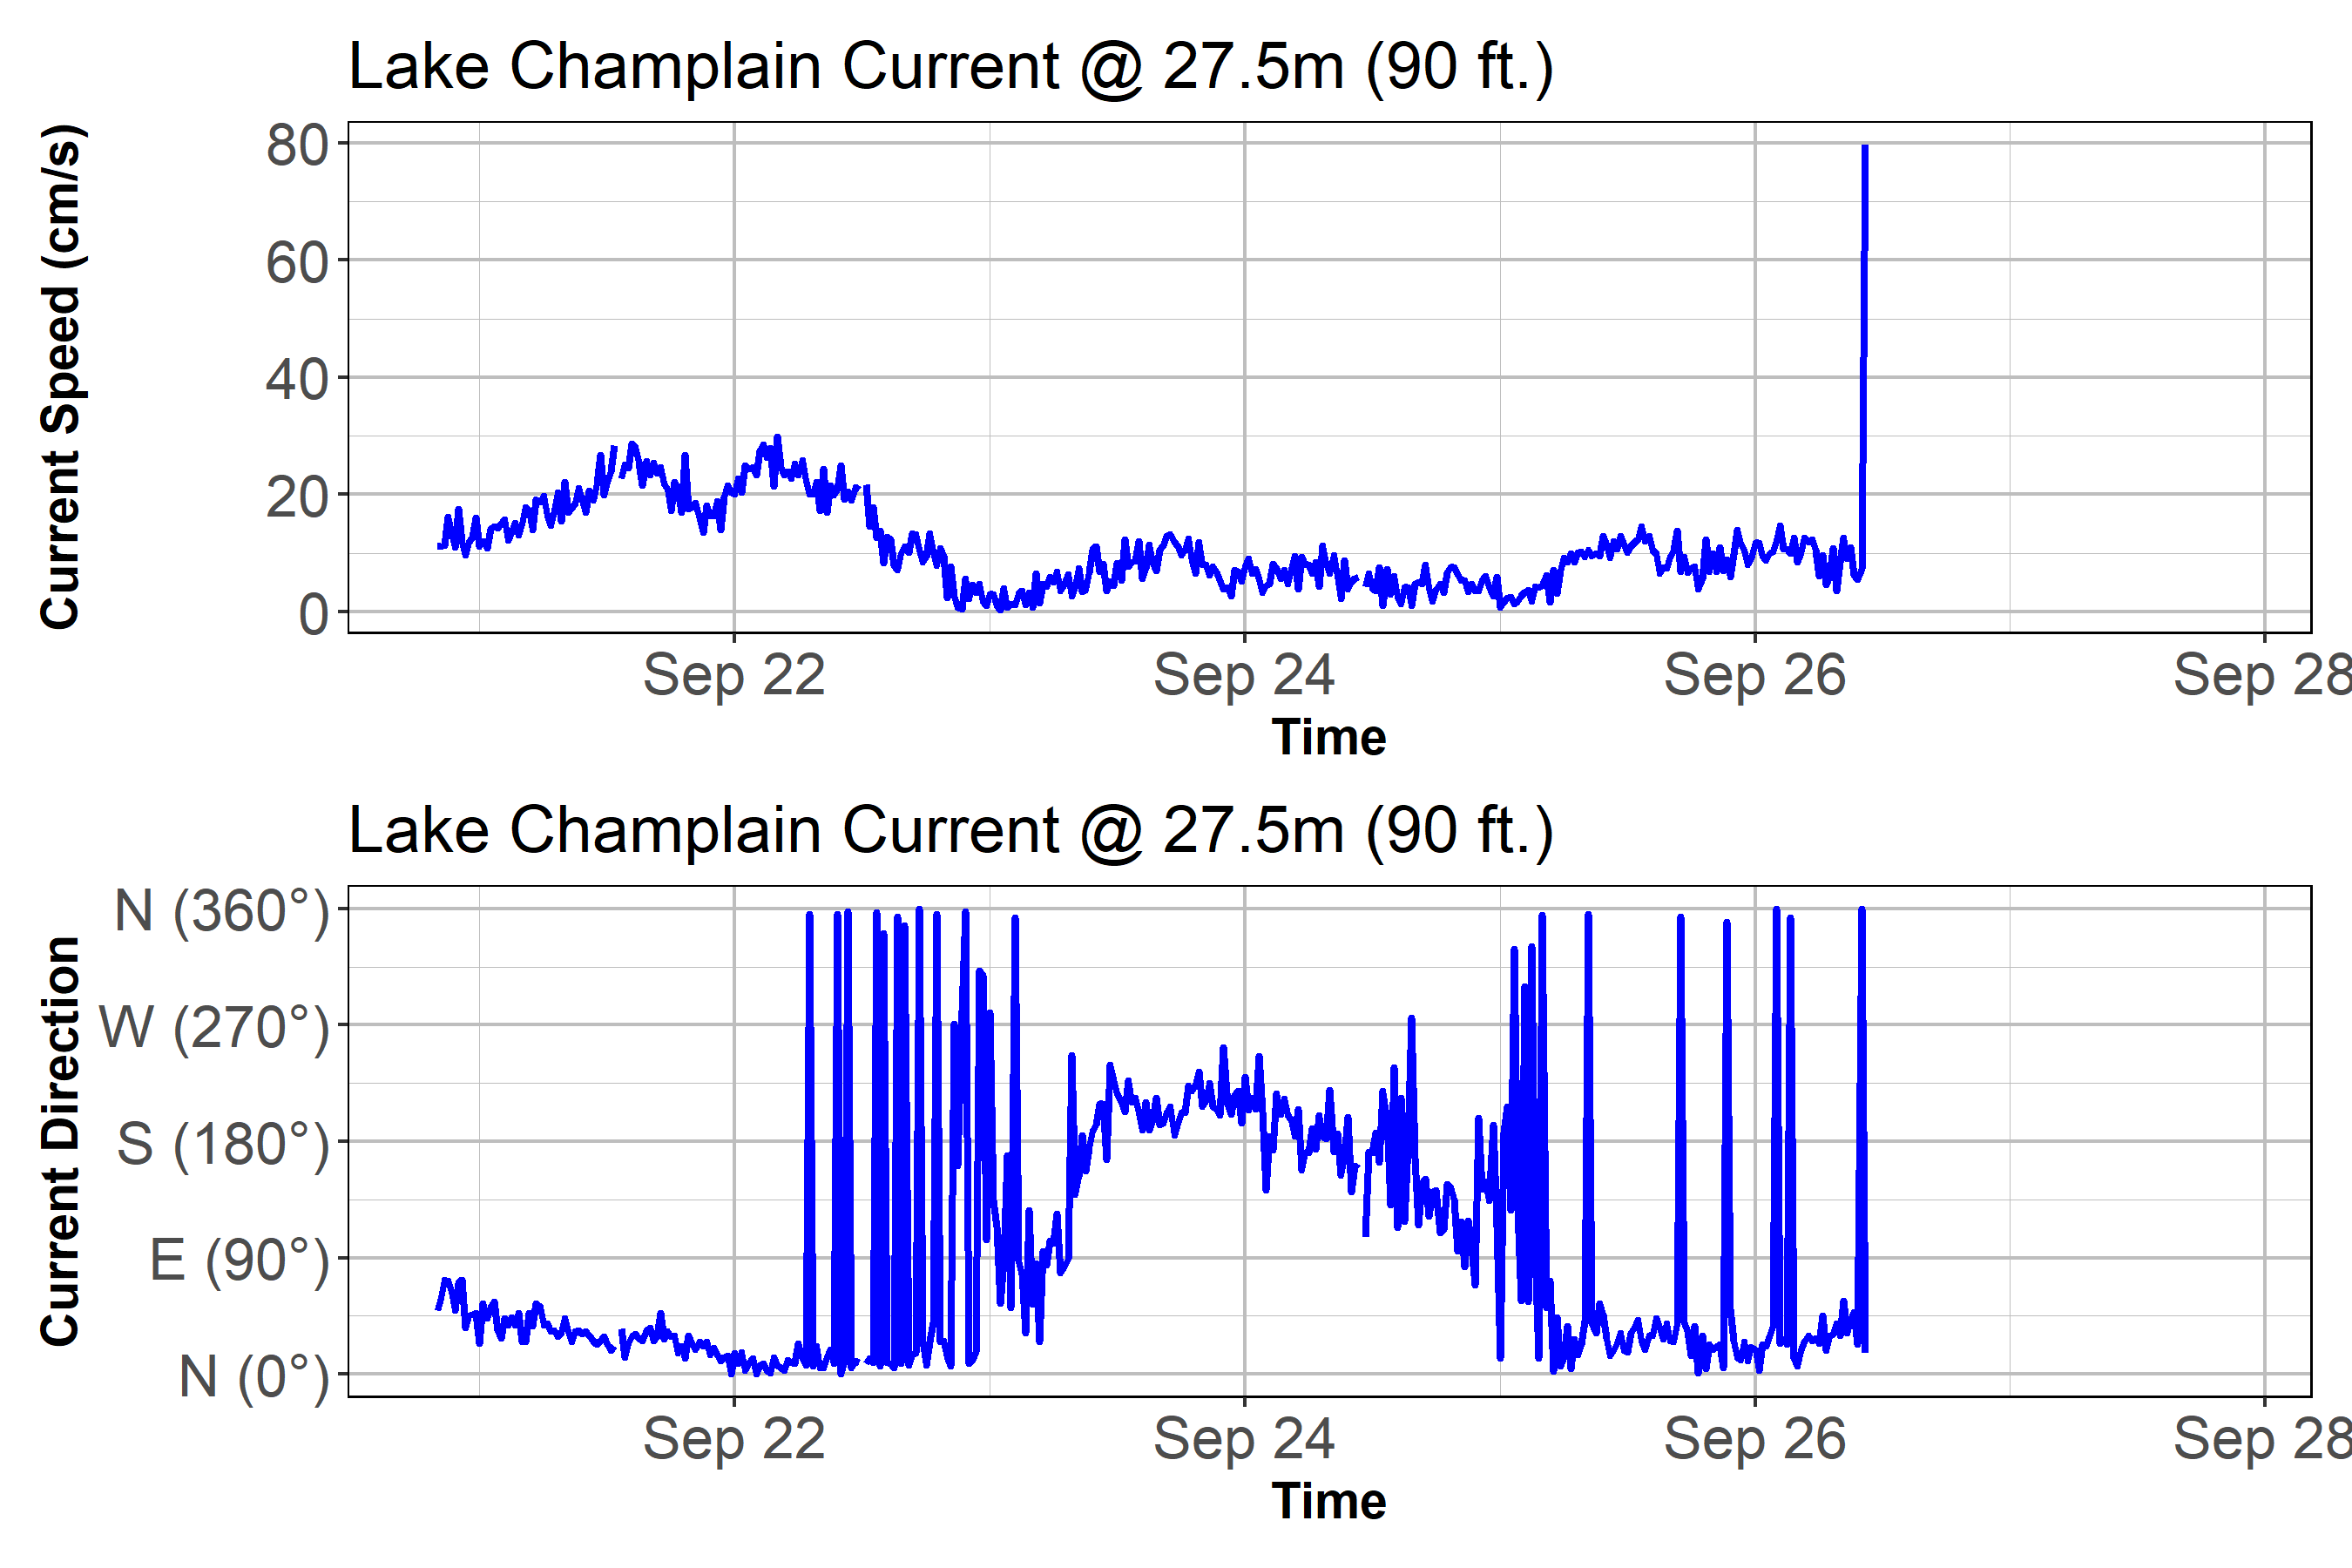 Lake Champlain Current @ 27.5m (90 ft.)
Current Speed (cm/s)
80
60
40
20
0
Sep 22 Sep 24 Sep 26 Sep 28
Time
Lake Champlain Current @ 27.5m (90 ft.)
Current Direction
N (360°)
W (270°)
S (180°)
E (90°)
N (0°)
Sep 22 Sep 24 Sep 26 Sep 28
Time